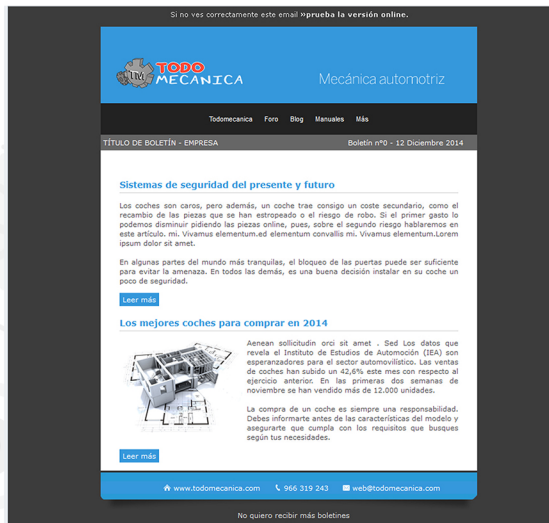 Si no ves correctamente este email »prueba la versión online.
TODO
MECANICA
Mecánica automotriz
Todomecanica Foro Blog Manuales Más
TÍTULO DE BOLETÍN - EMPRESA Boletín nº0 - 12 Diciembre 2014
Sistemas de seguridad del presente y futuro
Los coches son caros, pero además, un coche trae consigo un coste secundario, como el
recambio de las piezas que se han estropeado o el riesgo de robo. Si el primer gasto lo
podemos disminuir pidiendo las piezas online, pues, sobre el segundo riesgo hablaremos en
este artículo. mi. Vivamus elementum.ed elementum convallis mi. Vivamus elementum.Lorem
ipsum dolor sit amet.
En algunas partes del mundo más tranquilas, el bloqueo de las puertas puede ser suficiente
para evitar la amenaza. En todos las demás, es una buena decisión instalar en su coche un
poco de seguridad.
Leer más
Los mejores coches para comprar en 2014
Aenean sollicitudin orci sit amet . Sed Los datos que
revela el Instituto de Estudios de Automoción (IEA) son
esperanzadores para el sector automovilístico. Las ventas
de coches han subido un 42,6% este mes con respecto al
ejercicio anterior. En las primeras dos semanas de
noviembre se han vendido más de 12.000 unidades.
La compra de un coche es siempre una responsabilidad.
Debes informarte antes de las características del modelo y
asegurarte que cumpla con los requisitos que busques
según tus necesidades.
Leer más
www.todomecanica.com 966 319 243 web@todomecanica.com
No quiero recibir más boletines